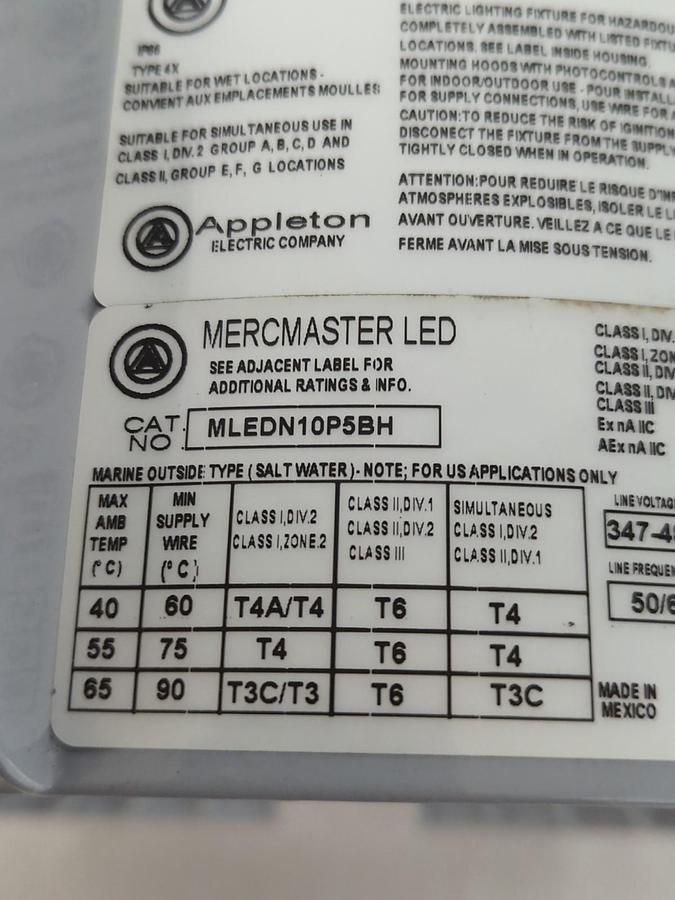 IP66
TYPE 4X
SUITABLE FOR WET LOCATIONS -
CONVIENT AUX EMPLACEMENTS MOULLES
SUITABLE FOR SIMULTANEOUS USE IN
CLASS I, DIV. 2 GROUP A, B, C, D AND
CLASS II, GROUP E, F, G LOCATIONS
Appleton
ELECTRIC COMPANY
ELECTRIC LIGHTING FIXTURE FOR
COMPLETELY ASSEMBLED WITH LISTED
LOCATIONS. SEE LABEL INSIDE HOUSING.
MOUNTING HOODS WITH PHOTOCONTROLS
FOR INDOOR/OUTDOOR USE - POUR
FOR SUPPLY CONNECTIONS, USE WIRE FOR
CAUTION: TO REDUCE THE RISK OF IGNITION
DISCONECT THE FIXTURE FROM THE SUPPLY
TIGHTLY CLOSED WHEN IN OPERATION.
ATTENTION: POUR REDUIRE LE RISQUE
ATMOSPHERES EXPLOSIBLES, ISOLER LE
AVANT OUVERTURE. VEILLEZ A CE QUE LE
FERME AVANT LA MISE SOUS TENSION.
MERCMASTER LED
SEE ADJACENT LABEL FOR
ADDITIONAL RATINGS & INFO.
CAT. NO. MLEDN10P5BH
CLASS I, DIV.
CLASS I, ZON
CLASS II, DIV
CLASS II, DIV
CLASS III
Ex nA IIC
AEx nA IIC
MARINE OUTSIDE TYPE ( SALT WATER ) - NOTE; FOR US APPLICATIONS ONLY
MAX AMB TEMP (°C) MIN SUPPLY WIRE (°C) CLASS I, DIV.2 CLASS I, ZONE.2 CLASS II, DIV.1 CLASS II, DIV.2 CLASS III SIMULTANEOUS CLASS I, DIV.2 CLASS II, DIV.1
40 60 T4A/T4 T6 T4
55 75 T4 T6 T4
65 90 T3C/T3 T6 T3C
LINE VOLTAG
347-4
LINE FREQUEN
50/6
MADE IN
MEXICO